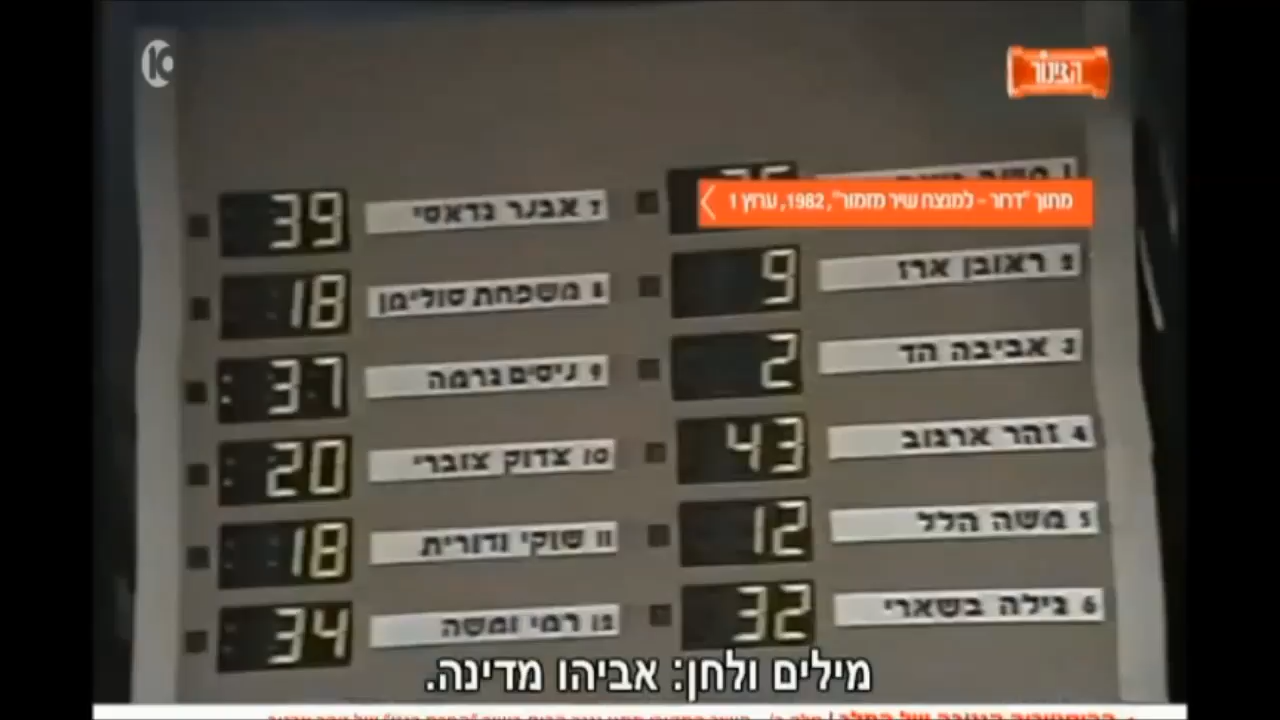 10
הצינור
מתוך "דרור - למנצח שיר מזמור", 1982, ערוץ 1
2 ראובן ארז 9
3 אביבה הד 2
4 זהר ארגוב 43
5 משה הלל 12
6 גילה בשארי 32
7 אבנר גדאסי 39
8 משפחת סולימן 18
9 ניסים גרמה 37
10 צדוק צוברי 20
11 שוקי ודורית 18
12 רמי ומשה 34
מילים ולחן: אביהו מדינה.